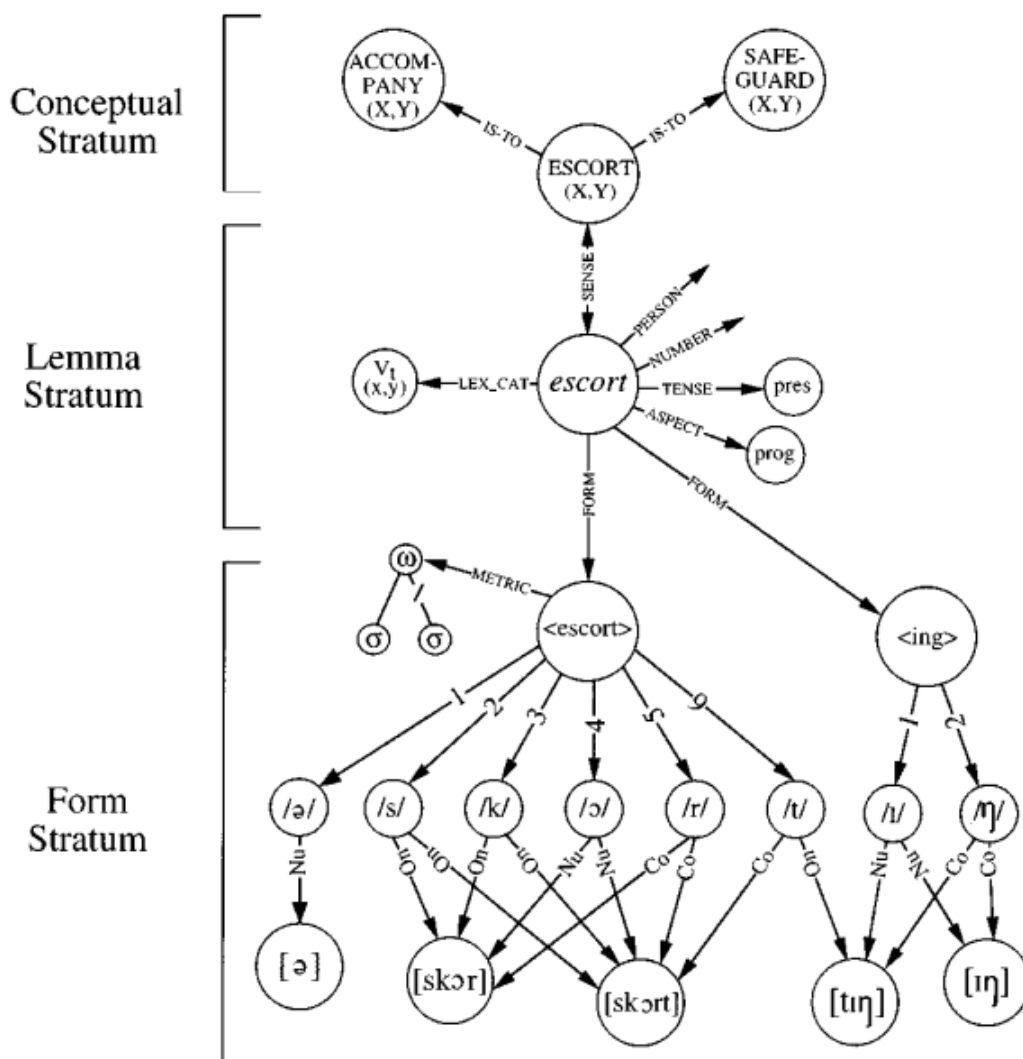 Conceptual
Stratum
ACCOM-
PANY
(X,Y)
SAFE-
GUARD
(X,Y)
IS-TO
IS-TO
ESCORT
(X,Y)
SENSE
Lemma
Stratum
PERSON
NUMBER
Vt
(x,y)
LEX_CAT
escort
TENSE
pres
ASPECT
prog
FORM
FORM
Form
Stratum
ω
METRIC
σ
σ
<escort>
<ing>
1
2
3
4
5
6
1
2
/ə/
/s/
/k/
/ɔ/
/r/
/t/
/ɪ/
/ŋ/
Nu
On
On
On
On
Nu
Nu
Co
Co
Co
On
Nu
Nu
Co
Co
[ə]
[skɔr]
[skɔrt]
[tɪŋ]
[ɪŋ]